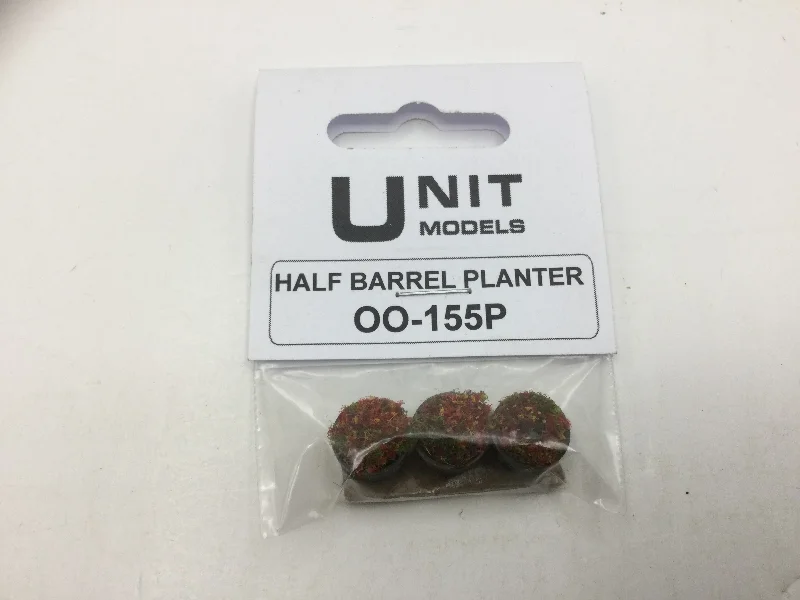 UNIT
MODELS
HALF BARREL PLANTER
OO-155P